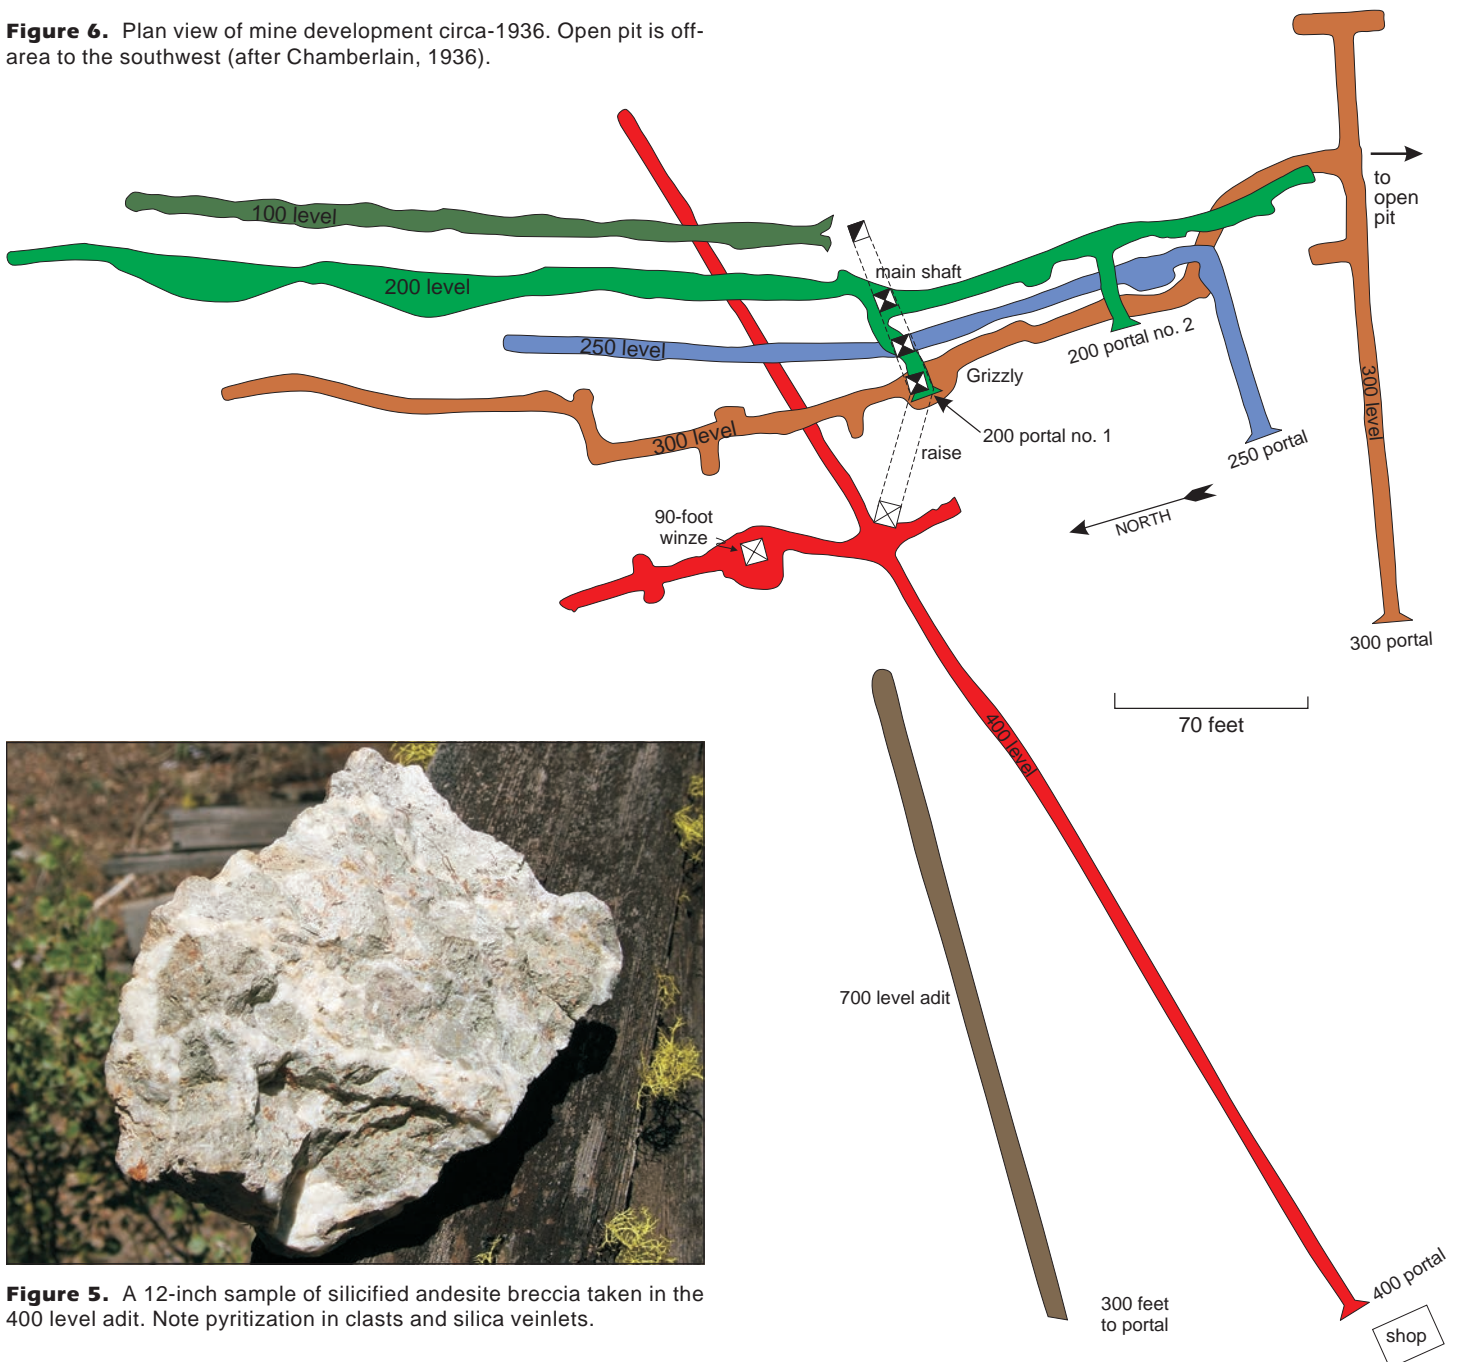 Figure 6. Plan view of mine development circa-1936. Open pit is off-
area to the southwest (after Chamberlain, 1936).
100 level
to
open
pit
main shaft
200 level
200 portal no. 2
250 level
Grizzly
300 level
300 level
200 portal no. 1
250 portal
raise
90-foot
winze
NORTH
300 portal
70 feet
400 level
700 level adit
400 portal
300 feet
to portal
shop
Figure 5. A 12-inch sample of silicified andesite breccia taken in the
400 level adit. Note pyritization in clasts and silica veinlets.